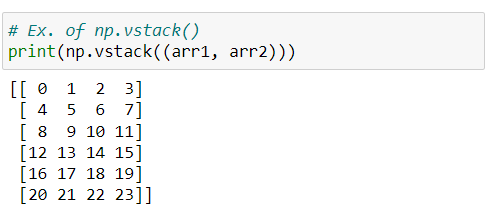 # Ex. of np.vstack()
print(np.vstack((arr1, arr2)))
[[ 0  1  2  3]
 [ 4  5  6  7]
 [ 8  9 10 11]
 [12 13 14 15]
 [16 17 18 19]
 [20 21 22 23]]